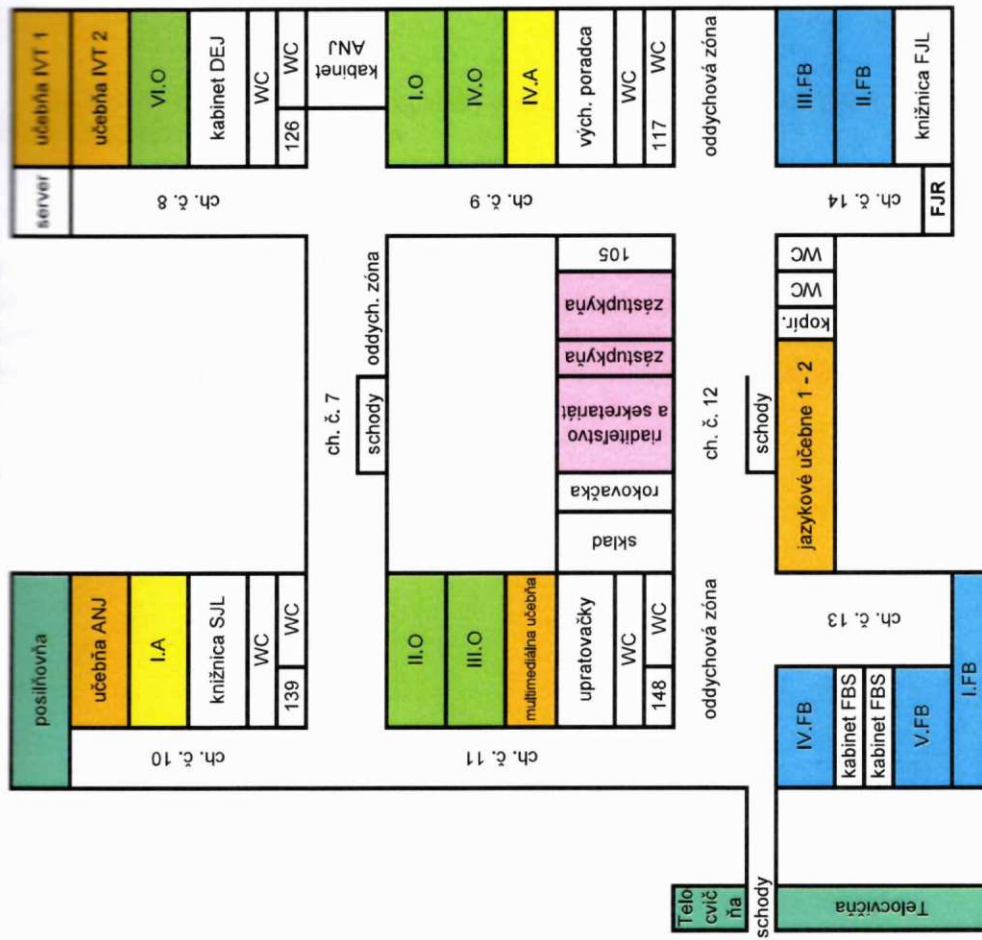 posilňovňa
učebňa ANJ
I.A
knižnica SJL
WC
139
WC
ch. č. 10
server
učebňa IVT 1
učebňa IVT 2
VI.O
kabinet DEJ
WC
126
WC
kabinet
ANJ
ch. č. 8
ch. č. 7
schody
oddych. zóna
II.O
III.O
multimediálna učebňa
upratovačky
WC
148
WC
ch. č. 11
sklad
rokovačka
riaditeľstvo
a sekretariát
zástupkyňa
zástupkyňa
105
ch. č. 9
I.O
IV.O
IV.A
vých. poradca
WC
117
WC
oddychová zóna
ch. č. 12
schody
oddychová zóna
Telo
cvič
ňa
schody
Telocvična
IV.FB
kabinet FBS
kabinet FBS
V.FB
I.FB
ch. č. 13
jazykové učebne 1 - 2
kopír.
WC
WC
ch. č. 14
FJR
III.FB
II.FB
knižnica FJL